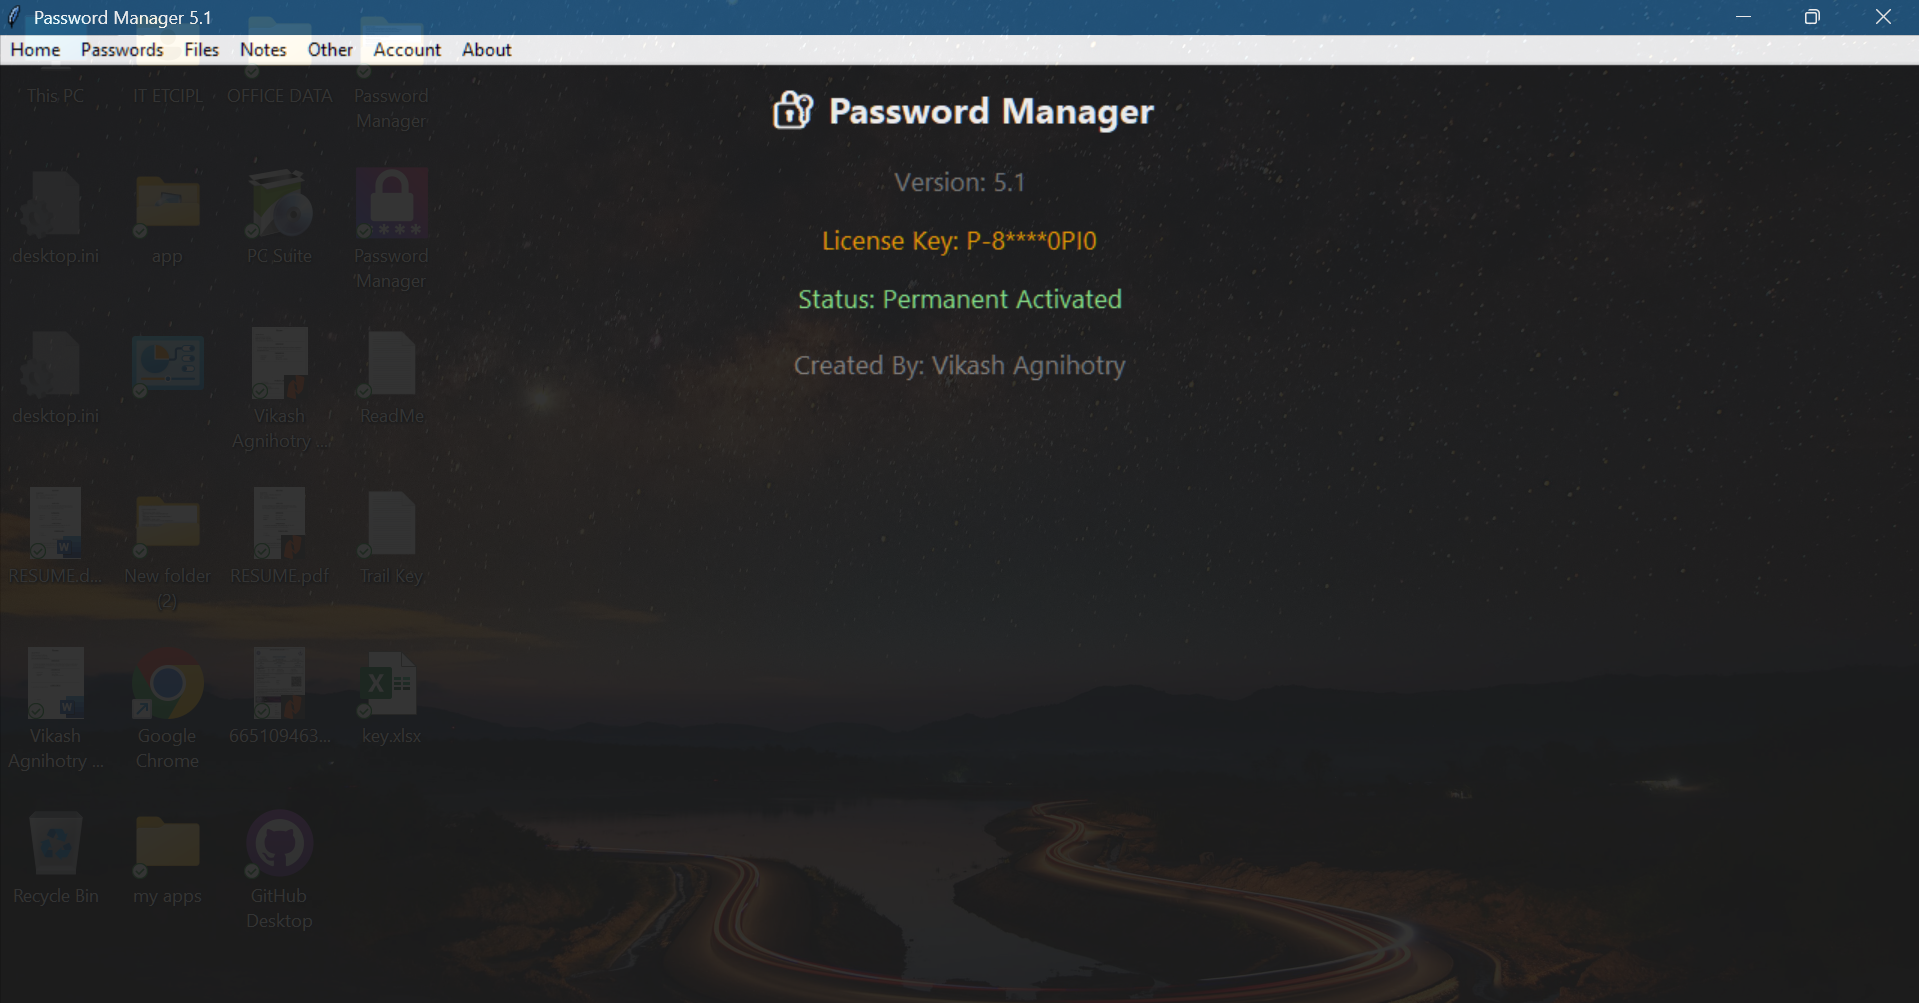 Password Manager 5.1
Home Passwords Files Notes Other Account About
Password Manager
Version: 5.1
License Key: P-8****0PI0
Status: Permanent Activated
Created By: Vikash Agnihotry
This PC
IT ETCIPL
OFFICE DATA
Password
Manager
desktop.ini
app
PC Suite
Password
Manager
desktop.ini
Vikash
Agnihotry ...
ReadMe
RESUME.d...
New folder
(2)
RESUME.pdf
Trail Key
Vikash
Agnihotry ...
Google
Chrome
665109463...
key.xlsx
Recycle Bin
my apps
GitHub
Desktop